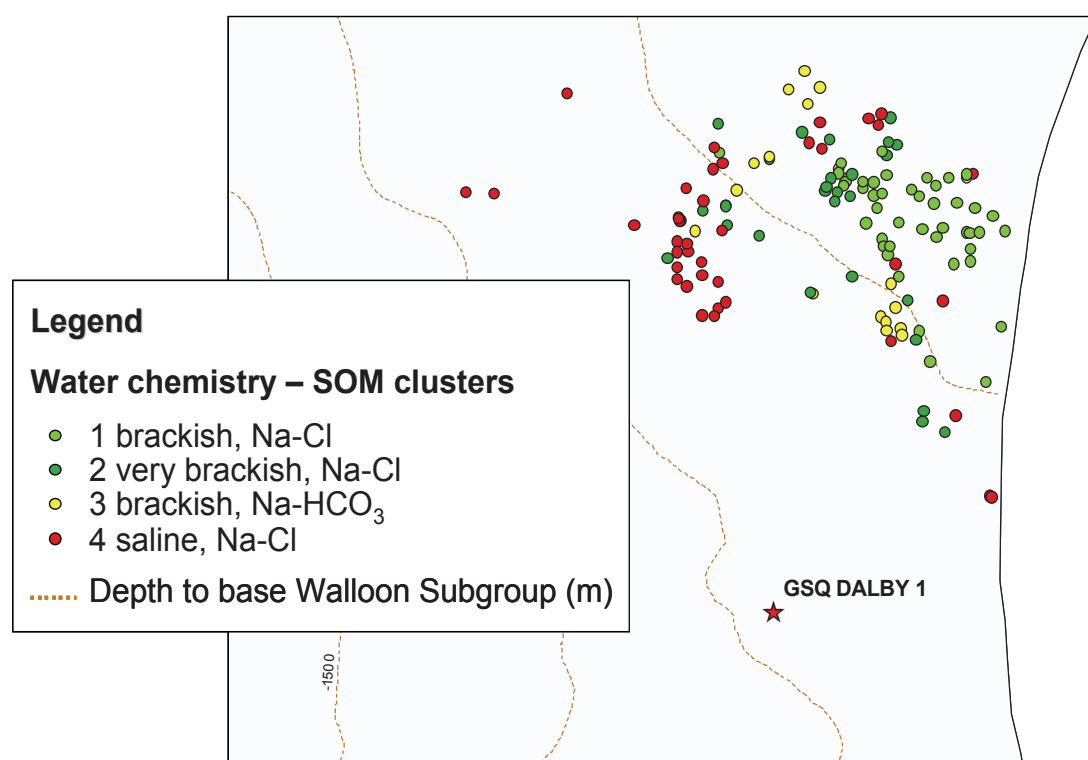 Legend
Water chemistry – SOM clusters
1 brackish, Na-Cl
2 very brackish, Na-Cl
3 brackish, Na-HCO₃
4 saline, Na-Cl
Depth to base Walloon Subgroup (m)
GSQ DALBY 1
-1500